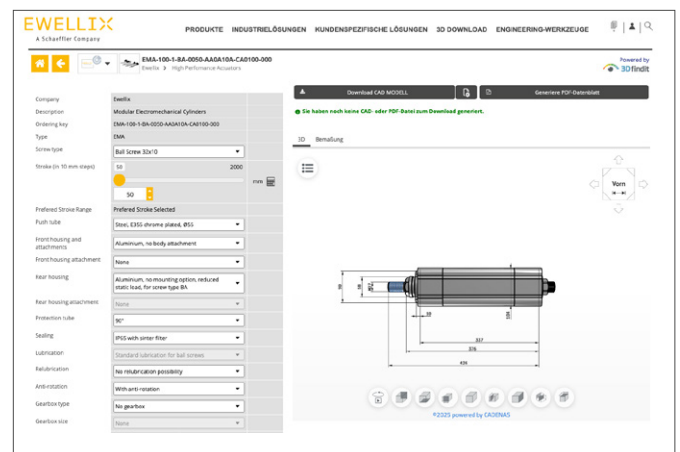 EWELLIX
A Schaeffler Company
PRODUKTE INDUSTRIELÖSUNGEN KUNDENSPEZIFISCHE LÖSUNGEN 3D DOWNLOAD ENGINEERING-WERKZEUGE
EMA-100-1-BA-0050-AA0A10A-CA0100-000
Ewellix > High Performance Actuators
Powered by
3Dfindit
Download CAD MODELL
Generiere PDF-Datenblatt
Sie haben noch keine CAD- oder PDF-Datei zum Download generiert.
Company Ewellix
Description Modular Electromechanical Cylinders
Ordering key EMA-100-1-BA-0050-AA0A10A-CA0100-000
Type EMA
Screw type Ball Screw 32x10
Stroke (in 10 mm steps) 50 2000
mm
50
Prefered Stroke Range Prefered Stroke Selected
Push tube Steel, E355 chrome plated, Ø55
Front housing and attachments Aluminium, no body attachment
Front housing attachment None
Rear housing Aluminium, no mounting option, reduced static load, for screw type BA
Rear housing attachment None
Protection tube 90°
Sealing IP55 with sinter filter
Lubrication Standard lubrication for ball screws
Relubrication No relubrication possibility
Anti-rotation With anti-rotation
Gearbox type No gearbox
Gearbox size None
3D Bemaßung
Vorn
357
376
436
©2025 powered by CADENAS